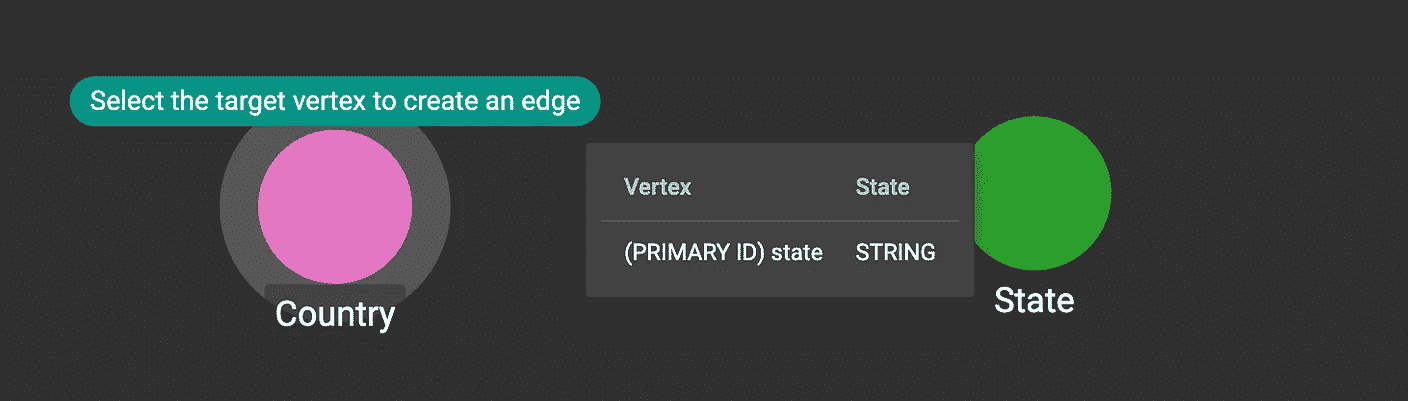 Select the target vertex to create an edge
Vertex State
(PRIMARY ID) state STRING
Country
State